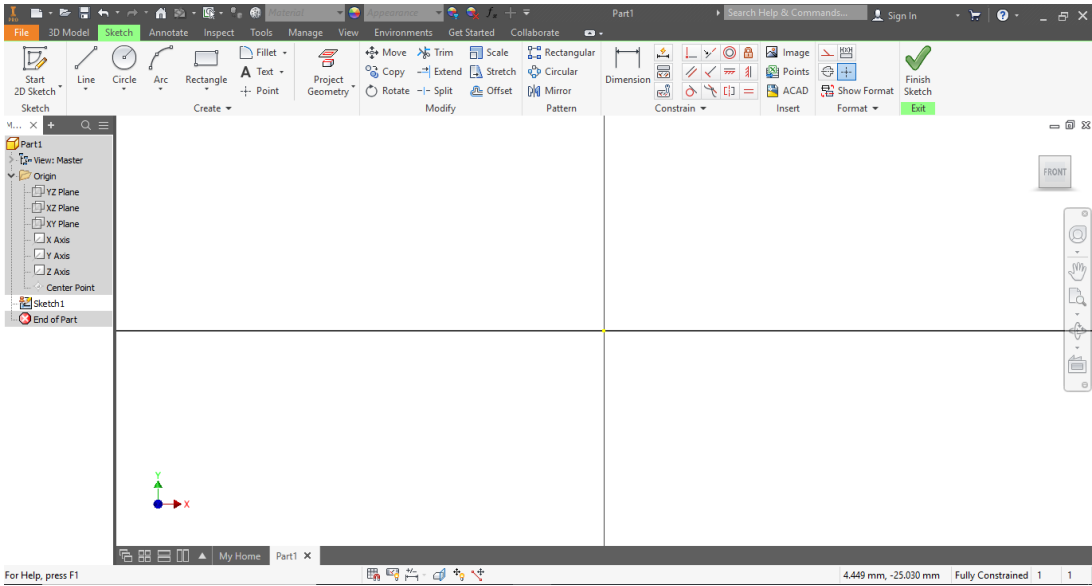 PRO Material Appearance Part1 Search Help & Commands... Sign In
File 3D Model Sketch Annotate Inspect Tools Manage View Environments Get Started Collaborate
Start 2D Sketch Line Circle Arc Rectangle Fillet Text Point Project Geometry Move Copy Rotate Trim Extend Split Scale Stretch Offset Rectangular Circular Mirror Dimension Image Points ACAD Show Format Finish Sketch
Sketch Create Modify Pattern Constrain Insert Format Exit
M...
Part1
View: Master
Origin
YZ Plane
XZ Plane
XY Plane
X Axis
Y Axis
Z Axis
Center Point
Sketch1
End of Part
FRONT
Y
X
My Home Part1
For Help, press F1 4.449 mm, -25.030 mm Fully Constrained 1 1